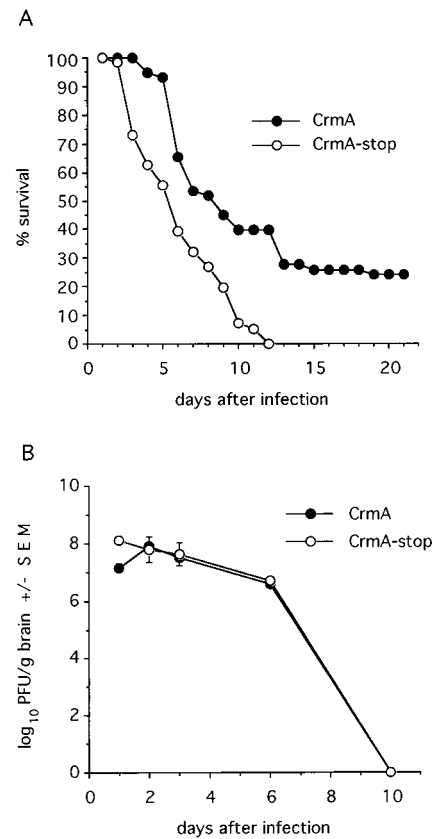 A
100
90
80
70
60
50
40
30
20
10
0
% survival
CrmA
CrmA-stop
0 5 10 15 20
days after infection
B
10
8
6
4
2
0
log10 PFU/g brain +/- SEM
CrmA
CrmA-stop
0 2 4 6 8 10
days after infection